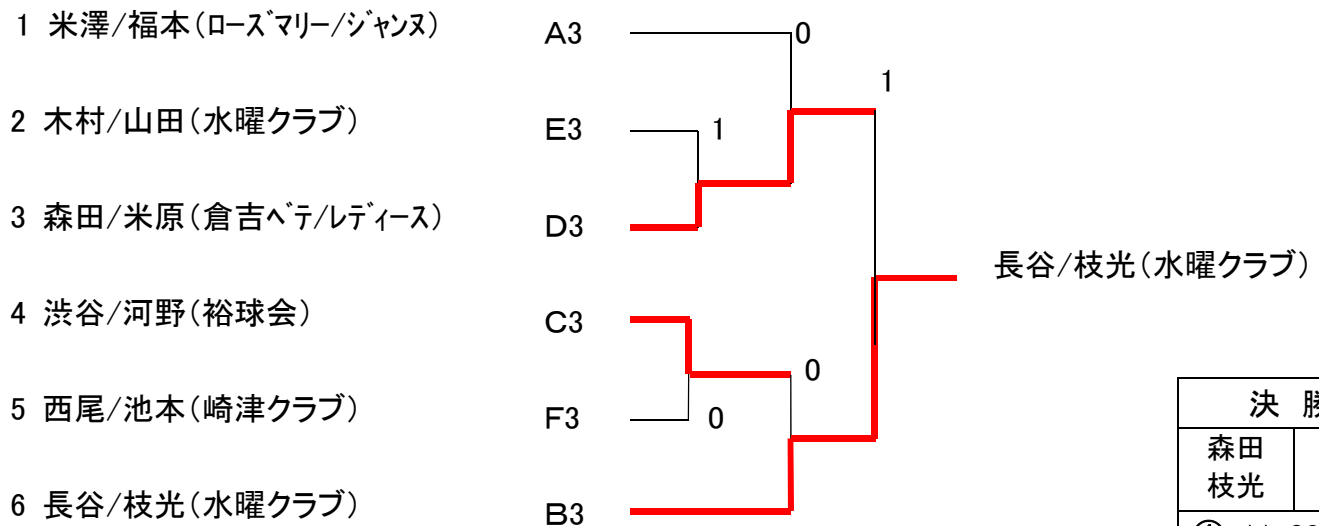 1 米澤/福本(ローズマリー/ジャンヌ) A3 0
1
2 木村/山田(水曜クラブ) E3 1
3 森田/米原(倉吉ベテ/レディース) D3
長谷/枝光(水曜クラブ)
4 渋谷/河野(裕球会) C3
0
5 西尾/池本(崎津クラブ) F3 0
6 長谷/枝光(水曜クラブ) B3
決
森田
枝光